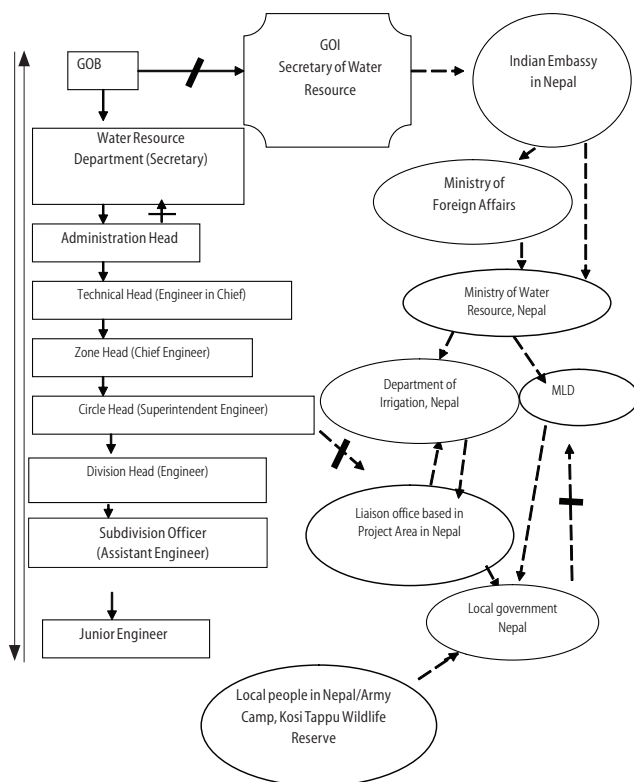 GOB
GOI
Secretary of Water
Resource
Indian Embassy
in Nepal
Water Resource
Department (Secretary)
Ministry of
Foreign Affairs
Administration Head
Technical Head (Engineer in Chief)
Ministry of Water
Resource, Nepal
Zone Head (Chief Engineer)
Department of
Irrigation, Nepal
MLD
Circle Head (Superintendent Engineer)
Division Head (Engineer)
Liaison office based in
Project Area in Nepal
Subdivision Officer
(Assistant Engineer)
Local government
Nepal
Junior Engineer
Local people in Nepal/Army
Camp, Kosi Tappu Wildlife
Reserve